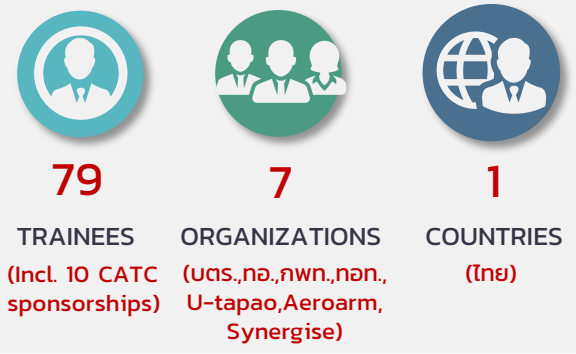 79
TRAINEES
(Incl. 10 CATC
sponsorships)
7
ORGANIZATIONS
(บตร.,ทอ.,กพท.,ทอท.,
U-tapao,Aeroarm,
Synergise)
1
COUNTRIES
(ไทย)